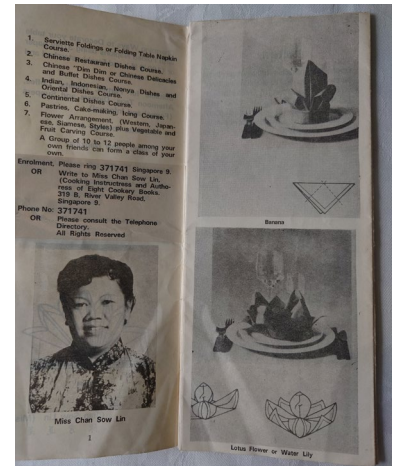 1. Serviette Foldings or Folding Table Napkin
Course.
2. Chinese Restaurant Dishes Course.
3. Chinese "Dim Dim or Chinese Delicacies
and Buffet Dishes Course.
4. Indian, Indonesian, Nonya Dishes and
Oriental Dishes Course.
5. Continental Dishes Course.
6. Pastries, Cake-making, Icing Course.
7. Flower Arrangement. (Western, Japan-
ese, Siamese, Styles) plus Vegetable and
Fruit Carving Course.
A Group of 10 to 12 people among your
own friends can form a class of your
own.
Enrolment, Please ring 371741 Singapore 9.
OR Write to Miss Chan Sow Lin,
(Cooking Instructress and Autho-
ress of Eight Cookery Books.
319 B, River Valley Road,
Singapore 9.
Phone No: 371741
OR Please consult the Telephone
Directory.
All Rights Reserved
Miss Chan Sow Lin
1
Banana
Lotus Flower or Water Lily